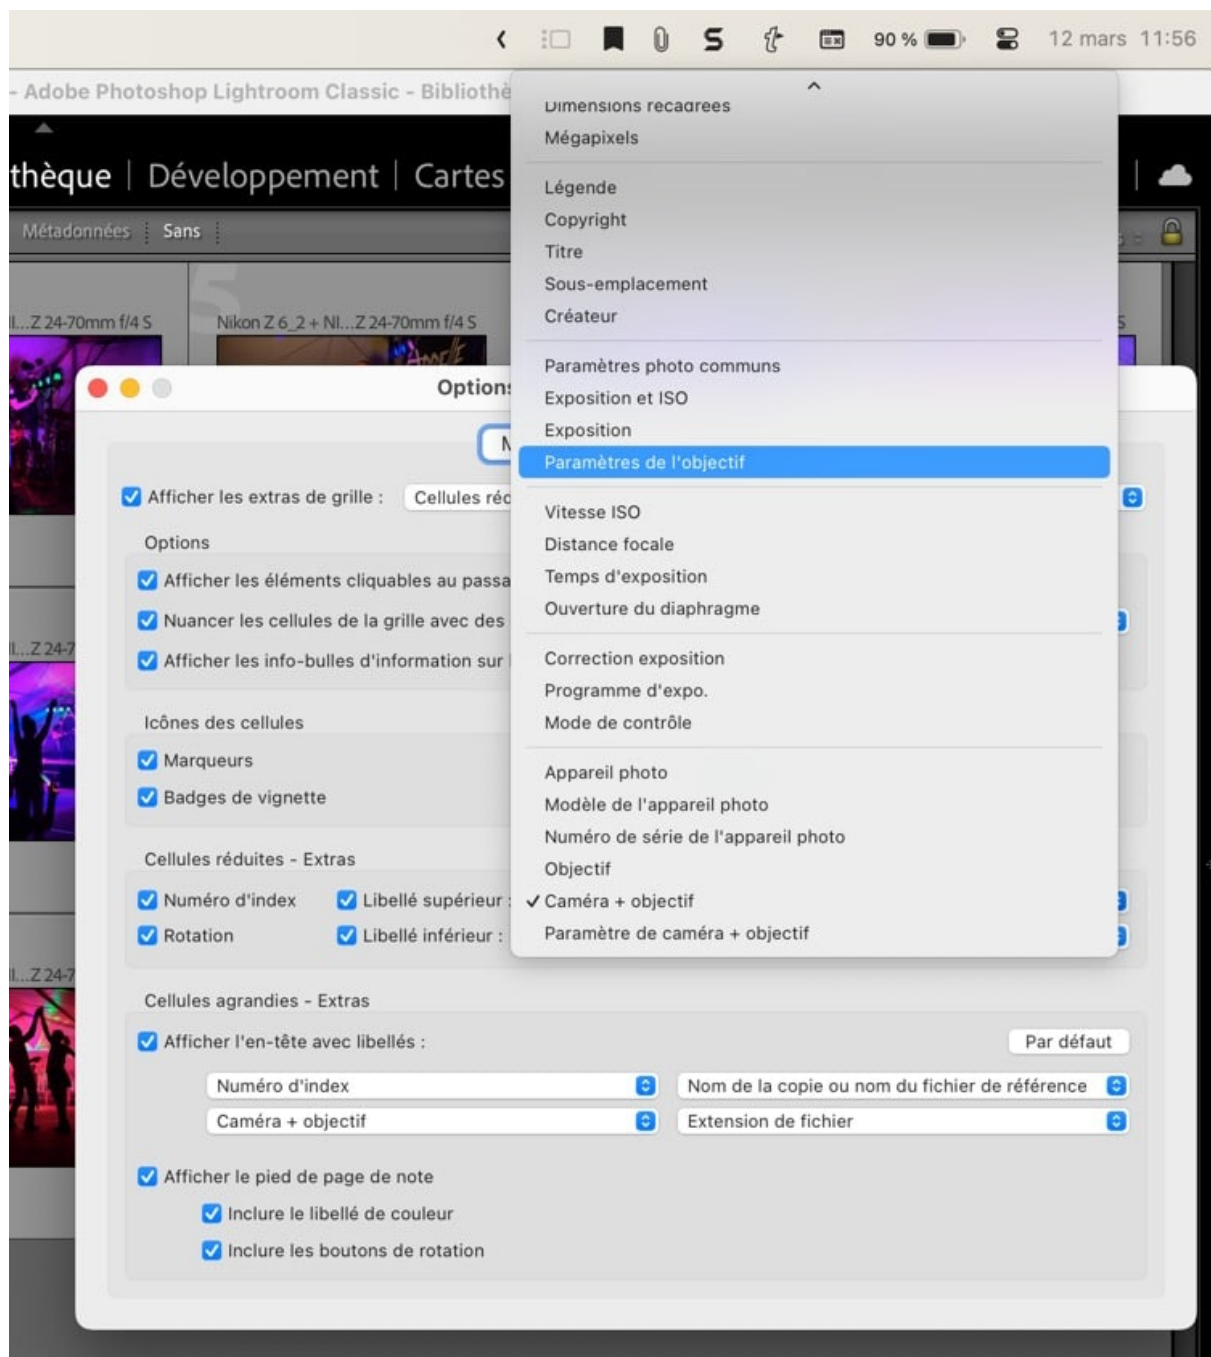 90 %
12 mars 11:56
- Adobe Photoshop Lightroom Classic - Bibliothè
thèque | Développement | Cartes
Métadonnées
Sans
5
...Z 24-70mm f/4 S
Nikon Z 6_2 + NI...Z 24-70mm f/4 S
S
Dimensions recadrées
Mégapixels
Légende
Copyright
Titre
Sous-emplacement
Créateur
Paramètres photo communs
Exposition et ISO
Exposition
Paramètres de l'objectif
Vitesse ISO
Distance focale
Temps d'exposition
Ouverture du diaphragme
Correction exposition
Programme d'expo.
Mode de contrôle
Appareil photo
Modèle de l'appareil photo
Numéro de série de l'appareil photo
Objectif
✓ Caméra + objectif
Paramètre de caméra + objectif
Options
Afficher les extras de grille :
Cellules réd
Options
Afficher les éléments cliquables au passa
Nuancer les cellules de la grille avec des
Afficher les info-bulles d'information sur
...Z 24-7
Icônes des cellules
Marqueurs
Badges de vignette
Cellules réduites - Extras
Numéro d'index
Libellé supérieur :
Rotation
Libellé inférieur :
...Z 24-7
Cellules agrandies - Extras
Afficher l'en-tête avec libellés :
Par défaut
Numéro d'index
Nom de la copie ou nom du fichier de référence
Caméra + objectif
Extension de fichier
Afficher le pied de page de note
Inclure le libellé de couleur
Inclure les boutons de rotation